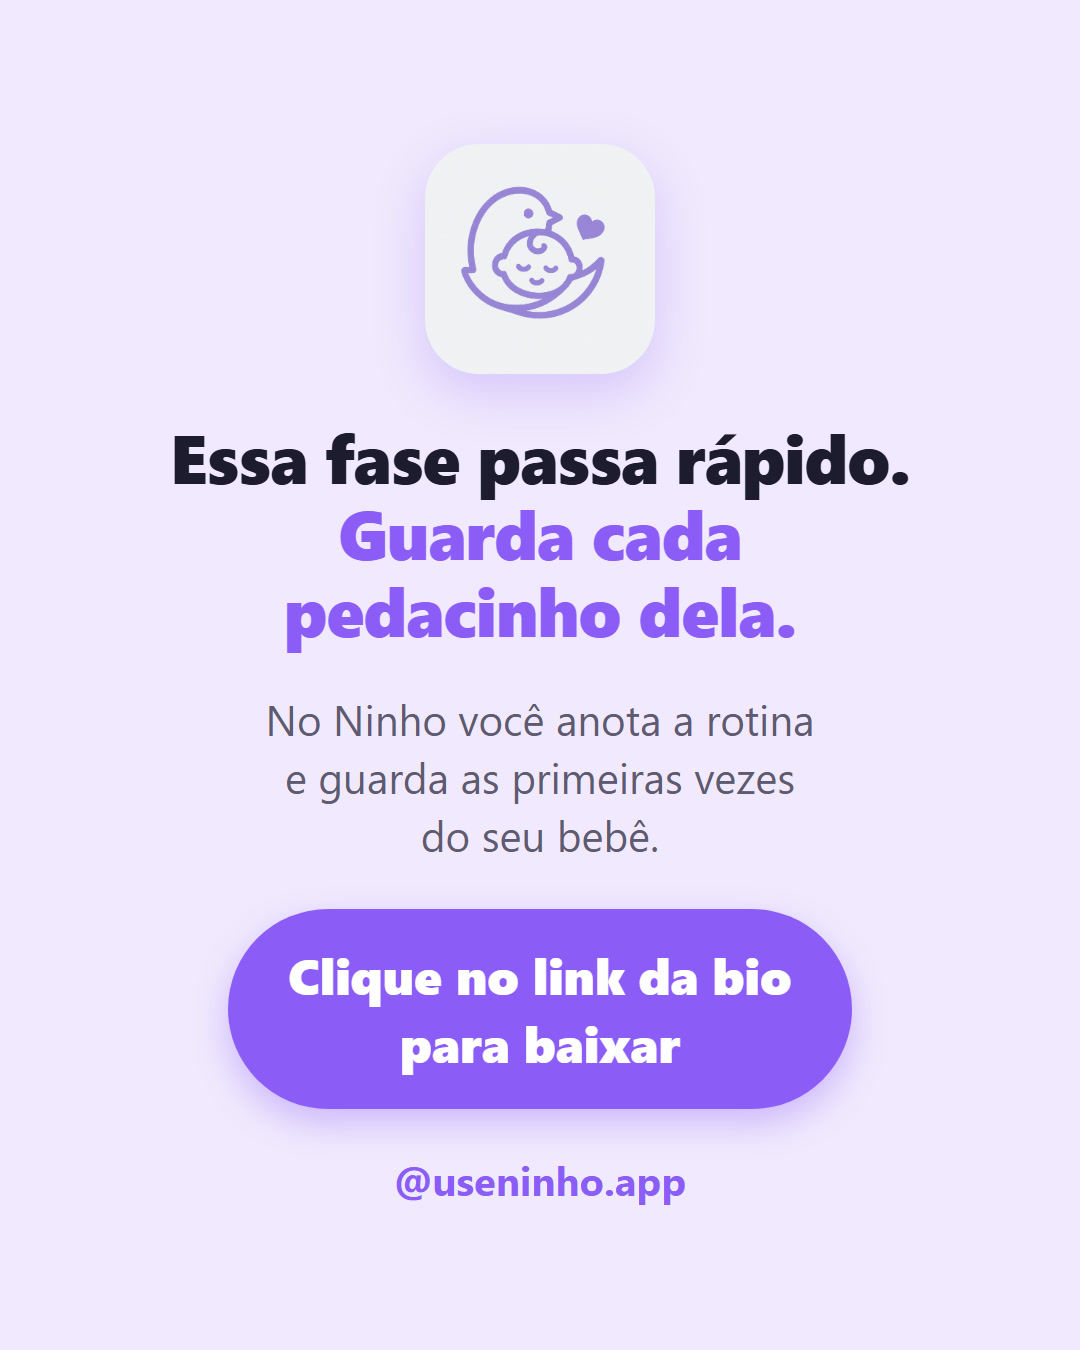 Essa fase passa rápido.
Guarda cada
pedacinho dela.
No Ninho você anota a rotina
e guarda as primeiras vezes
do seu bebê.
Clique no link da bio
para baixar
@useninho.app